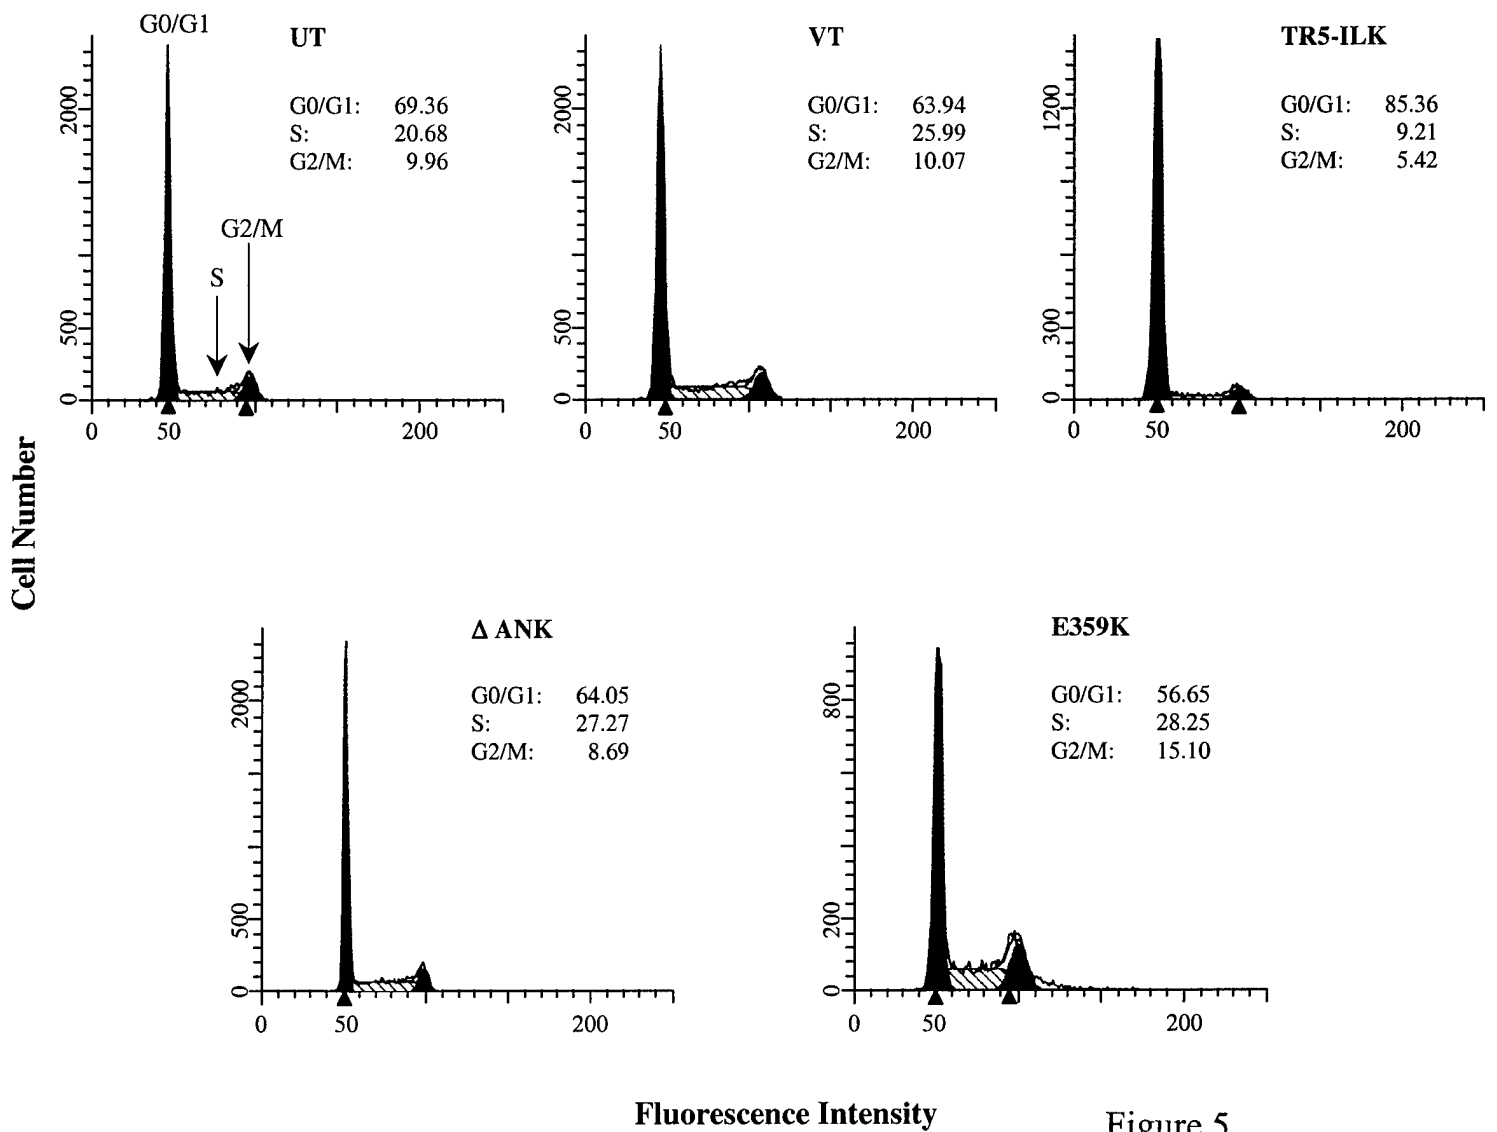 G0/G1
UT
G0/G1: 69.36
S: 20.68
G2/M: 9.96
G2/M
S
2000
500
0
0 50 200
VT
G0/G1: 63.94
S: 25.99
G2/M: 10.07
2000
500
0
0 50 200
TR5-ILK
G0/G1: 85.36
S: 9.21
G2/M: 5.42
1200
300
0
0 50 200
Cell Number
Δ ANK
G0/G1: 64.05
S: 27.27
G2/M: 8.69
2000
500
0
0 50 200
E359K
G0/G1: 56.65
S: 28.25
G2/M: 15.10
800
200
0
0 50 200
Fluorescence Intensity
Figure 5